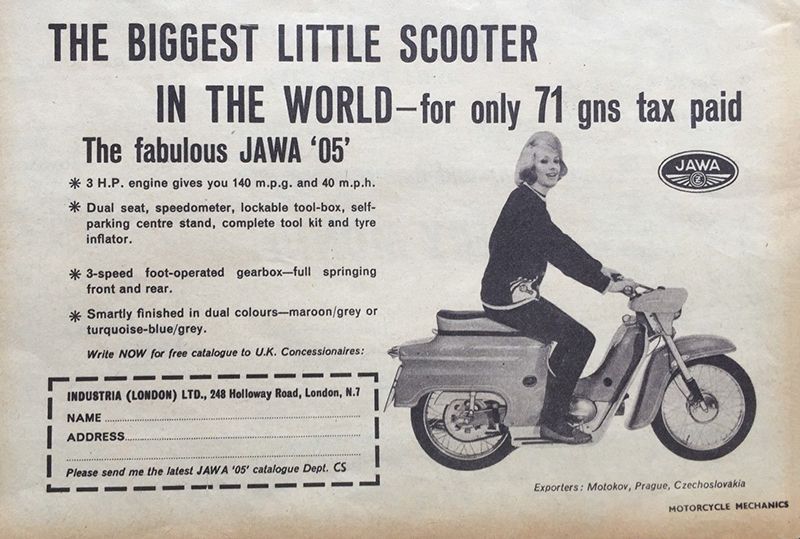 THE BIGGEST LITTLE SCOOTER
IN THE WORLD—for only 71 gns tax paid
The fabulous JAWA '05'
JAWA
CZ
* 3 H.P. engine gives you 140 m.p.g. and 40 m.p.h.
* Dual seat, speedometer, lockable tool-box, self-
parking centre stand, complete tool kit and tyre
inflator.
* 3-speed foot-operated gearbox—full springing
front and rear.
* Smartly finished in dual colours—maroon/grey or
turquoise-blue/grey.
Write NOW for free catalogue to U.K. Concessionaires:
INDUSTRIA (LONDON) LTD., 248 Holloway Road, London, N.7
NAME
ADDRESS
Please send me the latest JAWA '05' catalogue Dept. CS
Exporters: Motokov, Prague, Czechoslovakia
MOTORCYCLE MECHANICS